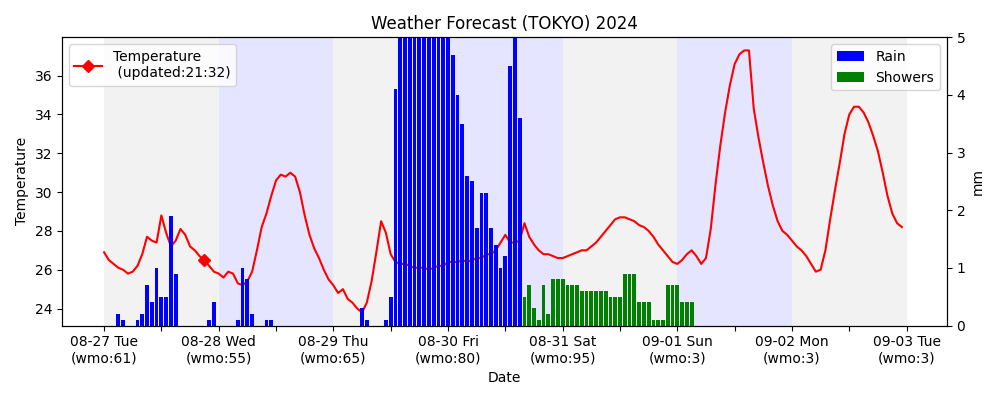 Weather Forecast (TOKYO) 2024
Temperature
(updated:21:32)
Rain
Showers
Temperature
36
34
32
30
28
26
24
5
4
3
2
1
0
mm
08-27 Tue
(wmo:61)
08-28 Wed
(wmo:55)
08-29 Thu
(wmo:65)
08-30 Fri
(wmo:80)
08-31 Sat
(wmo:95)
09-01 Sun
(wmo:3)
09-02 Mon
(wmo:3)
09-03 Tue
(wmo:3)
Date